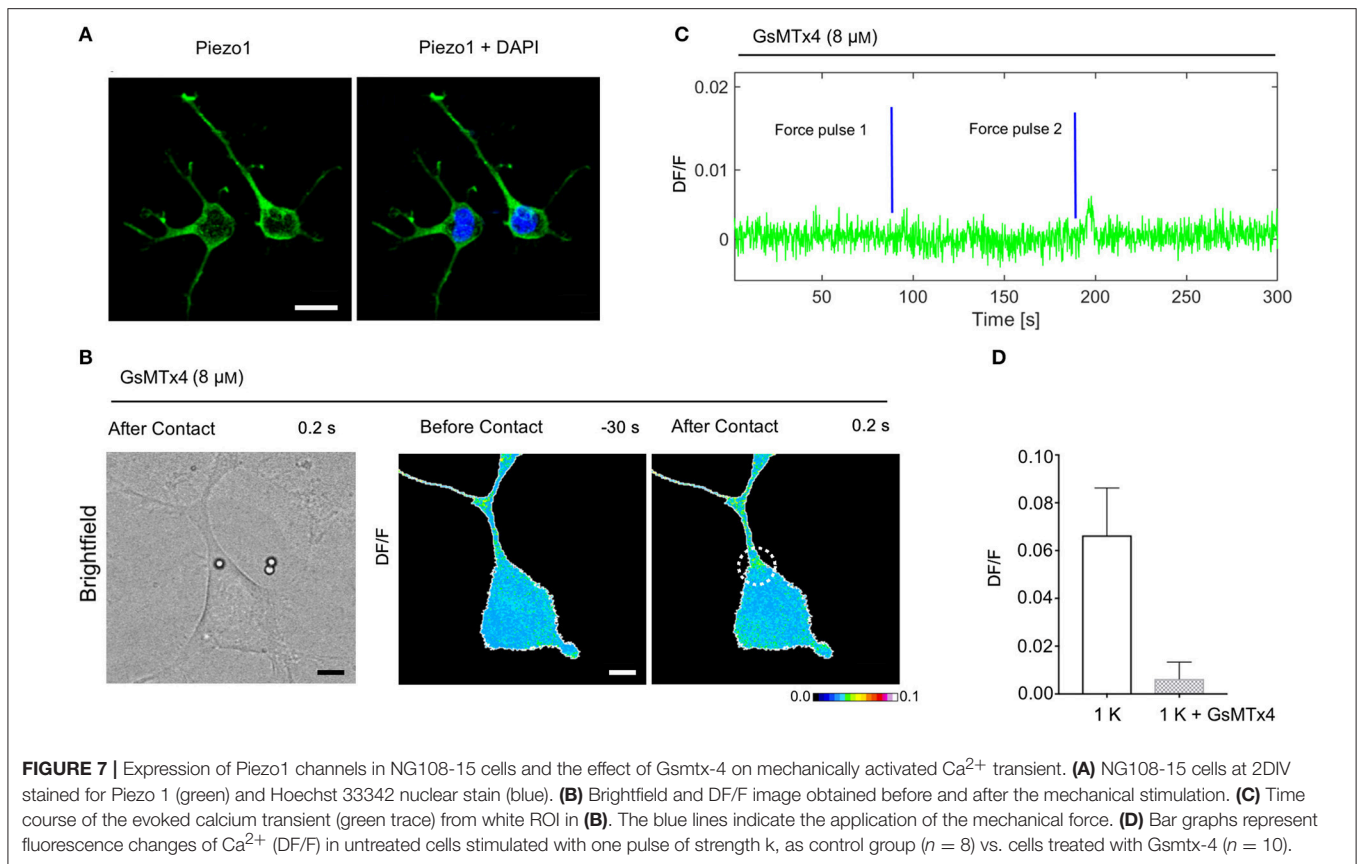 A
Piezo1
Piezo1 + DAPI
C
GsMTx4 (8 µM)
0.02
0.01
0
DF/F
Force pulse 1
Force pulse 2
50 100 150 200 250 300
Time [s]
B
GsMTx4 (8 µM)
After Contact 0.2 s
Before Contact -30 s
After Contact 0.2 s
Brightfield
DF/F
0.0 0.1
D
0.10
0.08
0.06
0.04
0.02
0.00
DF/F
1 K
1 K + GsMTx4
FIGURE 7 | Expression of Piezo1 channels in NG108-15 cells and the effect of Gsmtx-4 on mechanically activated Ca²⁺ transient. (A) NG108-15 cells at 2DIV
stained for Piezo 1 (green) and Hoechst 33342 nuclear stain (blue). (B) Brightfield and DF/F image obtained before and after the mechanical stimulation. (C) Time
course of the evoked calcium transient (green trace) from white ROI in (B). The blue lines indicate the application of the mechanical force. (D) Bar graphs represent
fluorescence changes of Ca²⁺ (DF/F) in untreated cells stimulated with one pulse of strength k, as control group (n = 8) vs. cells treated with Gsmtx-4 (n = 10).